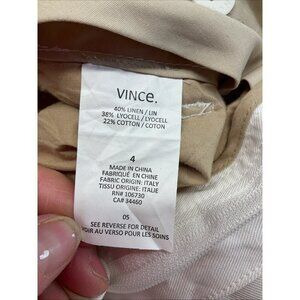 VINCE.
40% LINEN / LIN
38% LYOCELL / LYOCELL
22% COTTON / COTON
4
MADE IN CHINA
FABRIQUÉ EN CHINE
FABRIC ORIGIN: ITALY
TISSU ORIGINE: ITALIE
RN# 106730
CA# 34460
05
SEE REVERSE FOR DETAIL
VOIR AU VERSO POUR LES SOINS